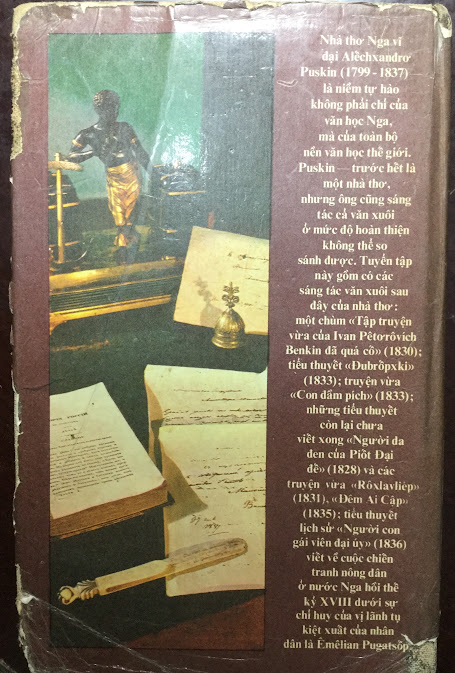 Nhà thơ Nga vĩ
đại Alếchxanđrơ
Puskin (1799 - 1837)
là niềm tự hào
không phải chỉ của
văn học Nga,
mà của toàn bộ
nền văn học thế giới.
Puskin — trước hết là
một nhà thơ,
nhưng ông cũng sáng
tác cả văn xuôi
ở mức độ hoàn thiện
không thể so
sánh được. Tuyển tập
này gồm có các
sáng tác văn xuôi sau
đây của nhà thơ:
một chùm «Tập truyện
vừa của Ivan Pêtơrôvich
Benkin đã quá cố» (1830);
tiểu thuyết «Đubrốpxki»
(1833); truyện vừa
«Con đầm pích» (1833);
những tiểu thuyết
còn lại chưa
viết xong «Người da
đen của Piôt Đại
đế» (1828) và các
truyện vừa «Rôxlavliép»
(1831), «Đêm Ai Cập»
(1835); tiểu thuyết
lịch sử «Người con
gái viên đại úy» (1836)
viết về cuộc chiến
tranh nông dân
ở nước Nga hồi thế
kỷ XVIII dưới sự
chỉ huy của vị lãnh tụ
kiệt xuất của nhân
dân là Êmêlian Pugatsốp.